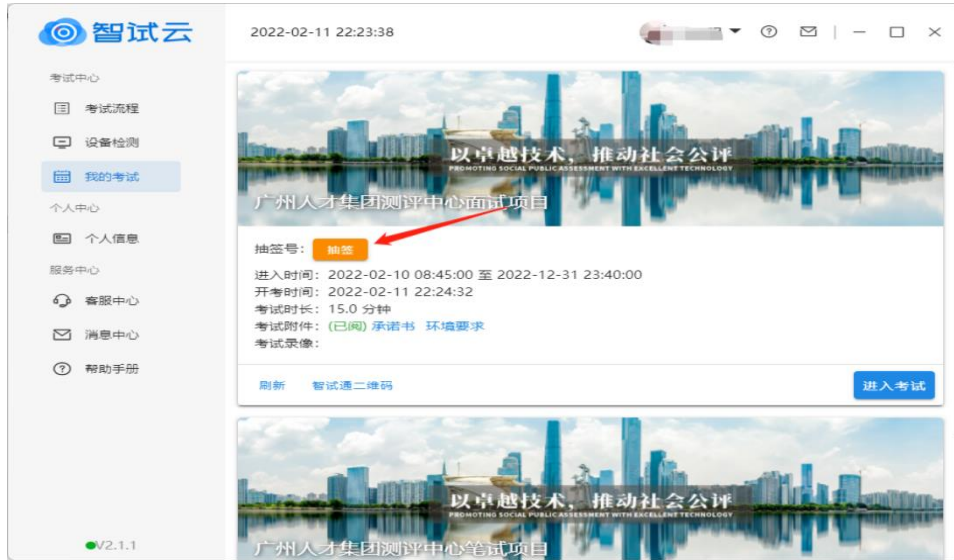 智试云
2022-02-11 22:23:38
考试中心
考试流程
设备检测
我的考试
个人中心
个人信息
服务中心
客服中心
消息中心
帮助手册
V2.1.1
以卓越技术，推动社会公评
PROMOTING SOCIAL PUBLIC ASSESSMENT WITH EXCELLENT TECHNOLOGY
广州人才集团测评中心面试项目
抽签号： 抽签
进入时间：2022-02-10 08:45:00 至 2022-12-31 23:40:00
开考时间：2022-02-11 22:24:32
考试时长：15.0 分钟
考试附件：(已阅) 承诺书 环境要求
考试录像：
刷新 智试通二维码 进入考试
以卓越技术，推动社会公评
PROMOTING SOCIAL PUBLIC ASSESSMENT WITH EXCELLENT TECHNOLOGY
广州人才集团测评中心笔试项目